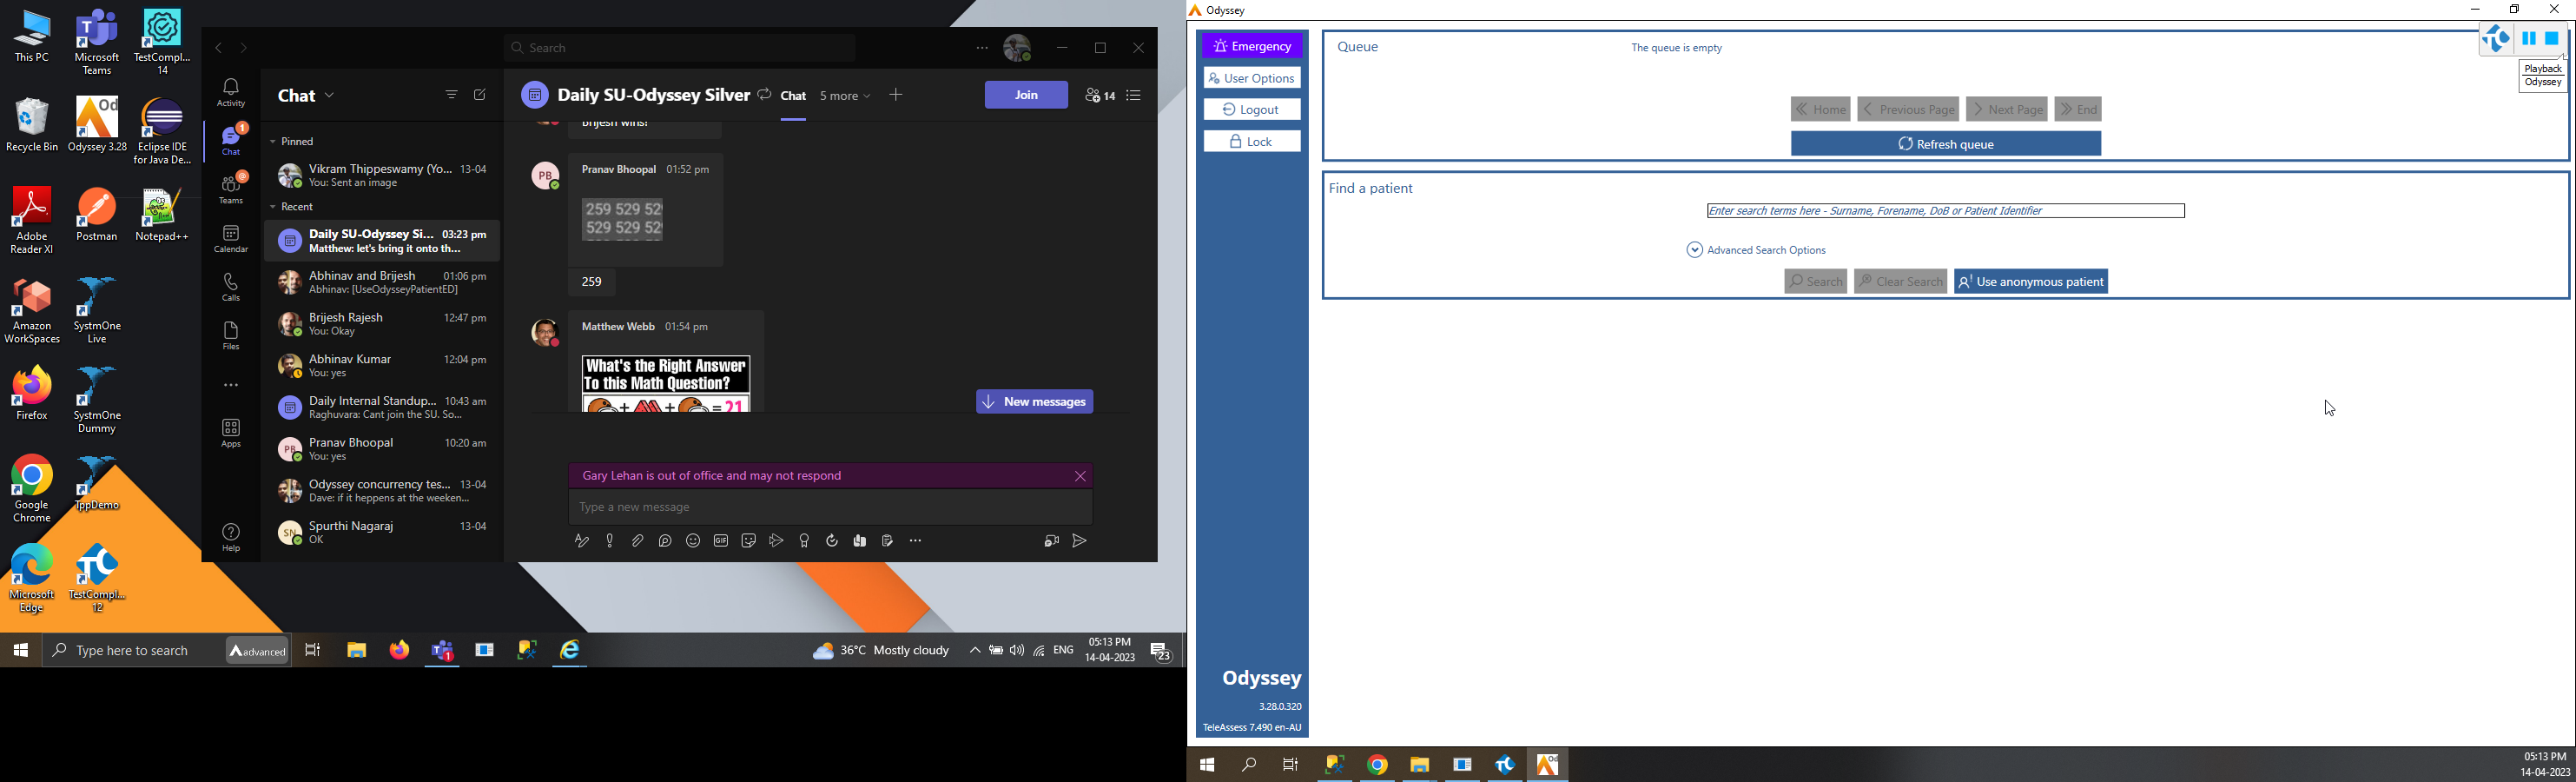 This PC
Microsoft
Teams
TestCompl...
14
Recycle Bin
Odyssey 3.28
Eclipse IDE
for Java De...
Adobe
Reader XI
Postman
Notepad++
Amazon
WorkSpaces
SystmOne
Live
Firefox
SystmOne
Dummy
Google
Chrome
TppDemo
Microsoft
Edge
TestCompl...
12
Search
Activity
Chat
1
Teams
Calendar
Calls
Files
Apps
Help
Chat
Pinned
Vikram Thippeswamy (Yo... 13-04
You: Sent an image
Recent
Daily SU-Odyssey Si... 03:23 pm
Matthew: let's bring it onto th...
Abhinav and Brijesh 01:06 pm
Abhinav: [UseOdysseyPatientED]
Brijesh Rajesh 12:47 pm
You: Okay
Abhinav Kumar 12:04 pm
You: yes
Daily Internal Standup... 10:43 am
Raghuvara: Cant join the SU. So...
PB
Pranav Bhoopal 10:20 am
You: yes
Odyssey concurrency tes... 13-04
Dave: if it heppens at the weeken...
SN
Spurthi Nagaraj 13-04
OK
Daily SU-Odyssey Silver Chat 5 more Join 14
Brijesh wins!
PB
Pranav Bhoopal 01:52 pm
259 529 529
529 529 529
259
Matthew Webb 01:54 pm
What's the Right Answer
To this Math Question?
+ + = 21
New messages
Gary Lehan is out of office and may not respond
Type a new message
GIF
Type here to search
advanced
1
36°C Mostly cloudy
ENG
05:13 PM
14-04-2023
23
Odyssey
Emergency
User Options
Logout
Lock
Odyssey
3.28.0.320
TeleAssess 7.490 en-AU
Queue
The queue is empty
Home Previous Page Next Page End
Refresh queue
Playback
Odyssey
Find a patient
Enter search terms here - Surname, Forename, DoB or Patient Identifier
Advanced Search Options
Search Clear Search Use anonymous patient
05:13 PM
14-04-2023